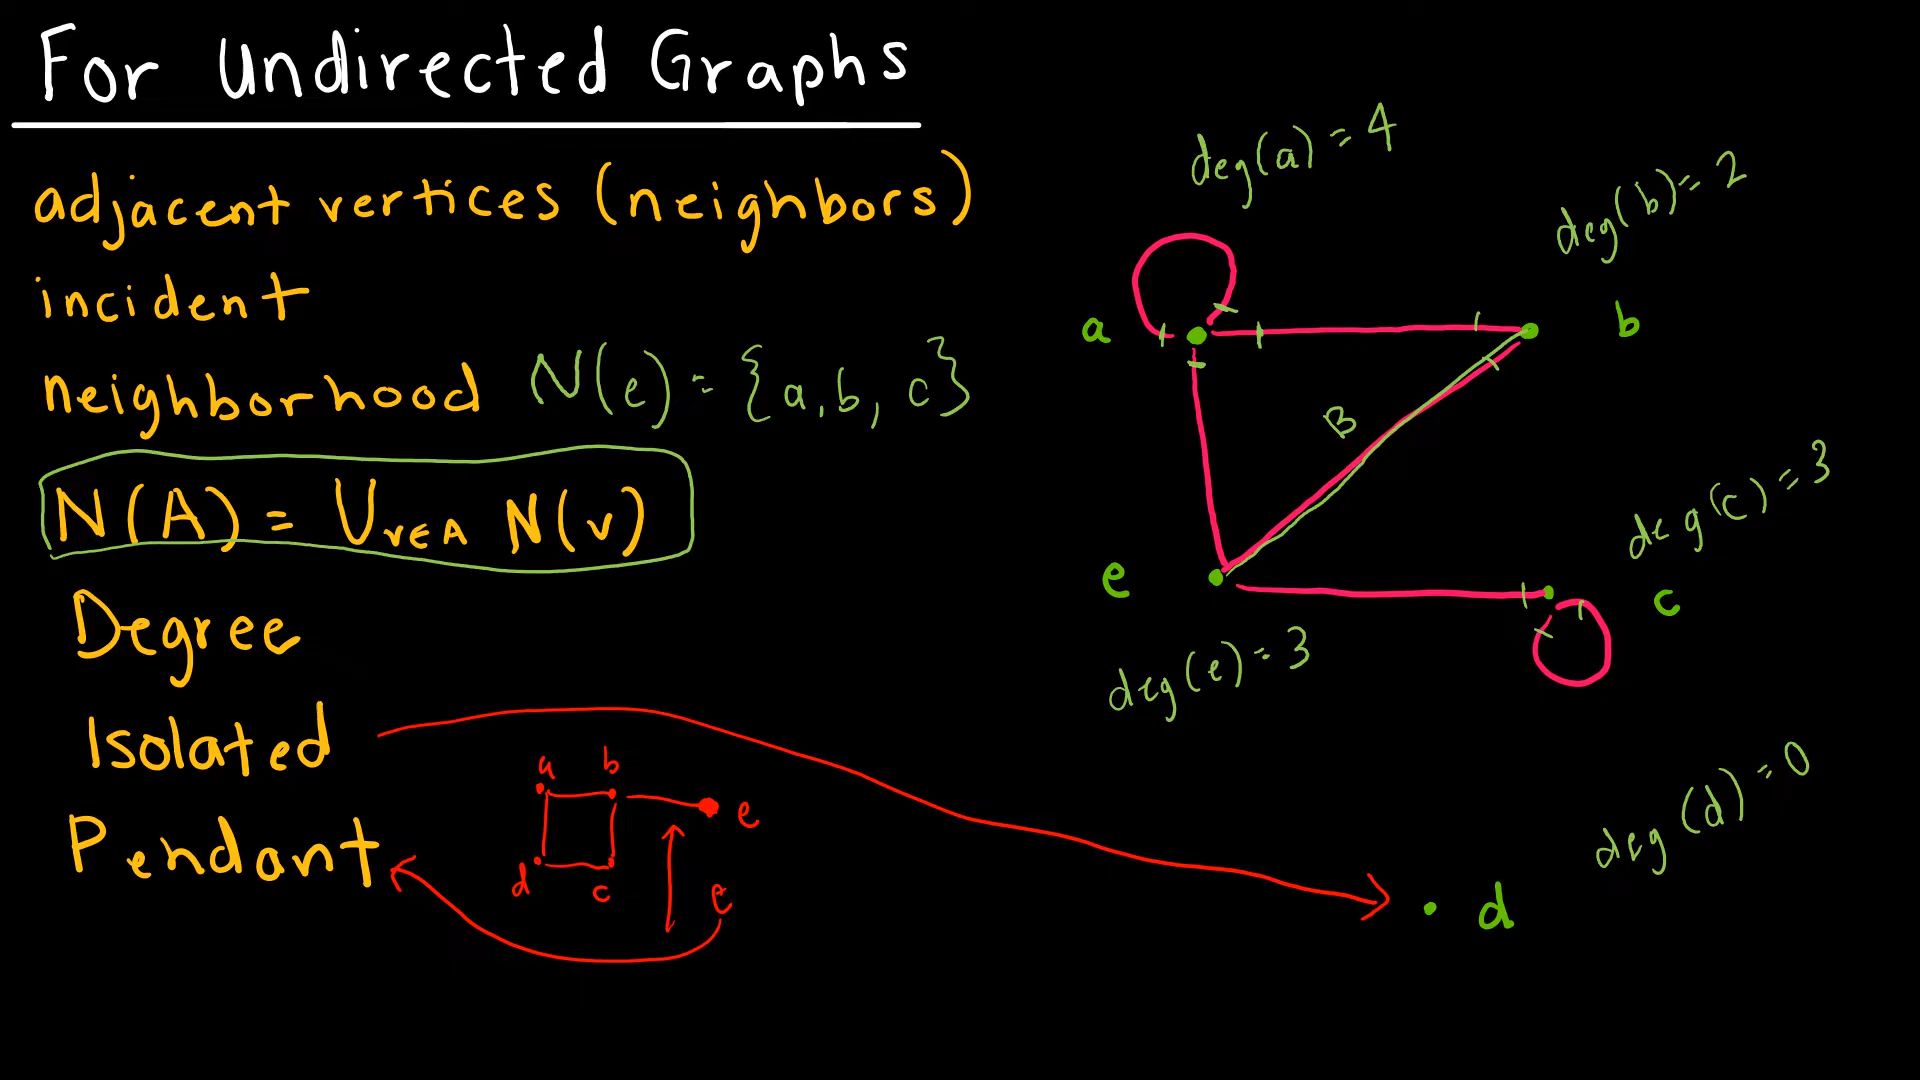 For Undirected Graphs
adjacent vertices (neighbors)
incident
neighborhood N(e) = {a, b, c}
N(A) = ∪v∈A N(v)
Degree
Isolated
Pendant
a b
e
d c
e
deg(a) = 4
deg(b) = 2
a b
B
deg(c) = 3
e c
deg(e) = 3
deg(d) = 0
d